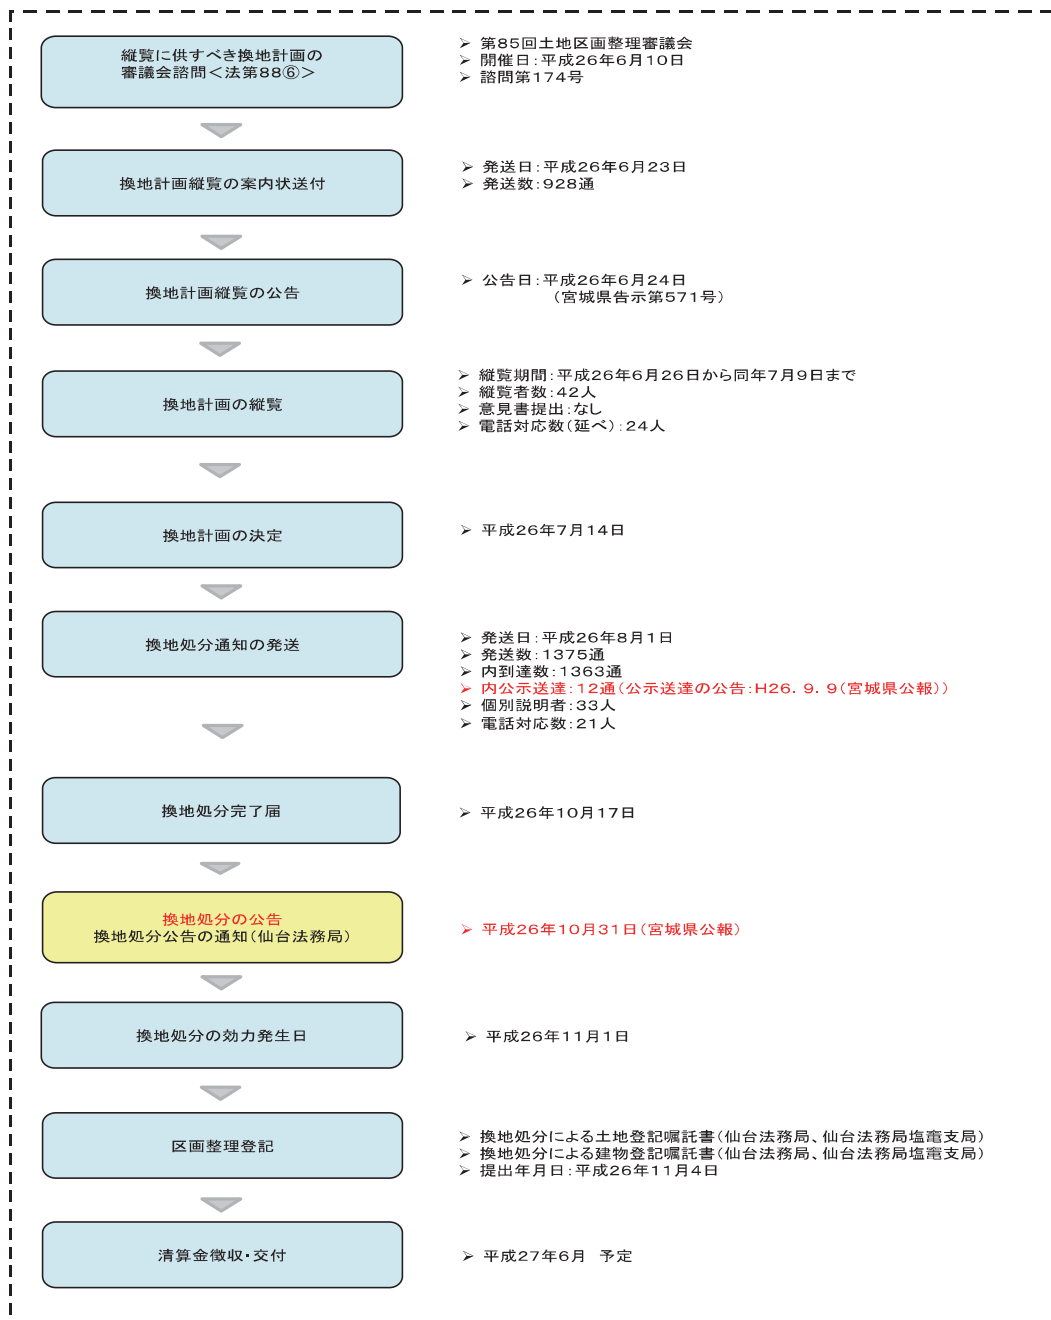 縦覧に供すべき換地計画の
審議会諮問＜法第88⑥＞
➢ 第85回土地区画整理審議会
➢ 開催日：平成26年6月10日
➢ 諮問第174号
換地計画縦覧の案内状送付
➢ 発送日：平成26年6月23日
➢ 発送数：928通
換地計画縦覧の公告
➢ 公告日：平成26年6月24日
（宮城県告示第571号）
換地計画の縦覧
➢ 縦覧期間：平成26年6月26日から同年7月9日まで
➢ 縦覧者数：42人
➢ 意見書提出：なし
➢ 電話対応数（延べ）：24人
換地計画の決定
➢ 平成26年7月14日
換地処分通知の発送
➢ 発送日：平成26年8月1日
➢ 発送数：1375通
➢ 内到達数：1363通
➢ 内公示送達：12通（公示送達の公告：H26．9．9（宮城県公報））
➢ 個別説明者：33人
➢ 電話対応数：21人
換地処分完了届
➢ 平成26年10月17日
換地処分の公告
換地処分公告の通知（仙台法務局）
➢ 平成26年10月31日（宮城県公報）
換地処分の効力発生日
➢ 平成26年11月1日
区画整理登記
➢ 換地処分による土地登記嘱託書（仙台法務局、仙台法務局塩竈支局）
➢ 換地処分による建物登記嘱託書（仙台法務局、仙台法務局塩竈支局）
➢ 提出年月日：平成26年11月4日
清算金徴収・交付
➢ 平成27年6月　予定